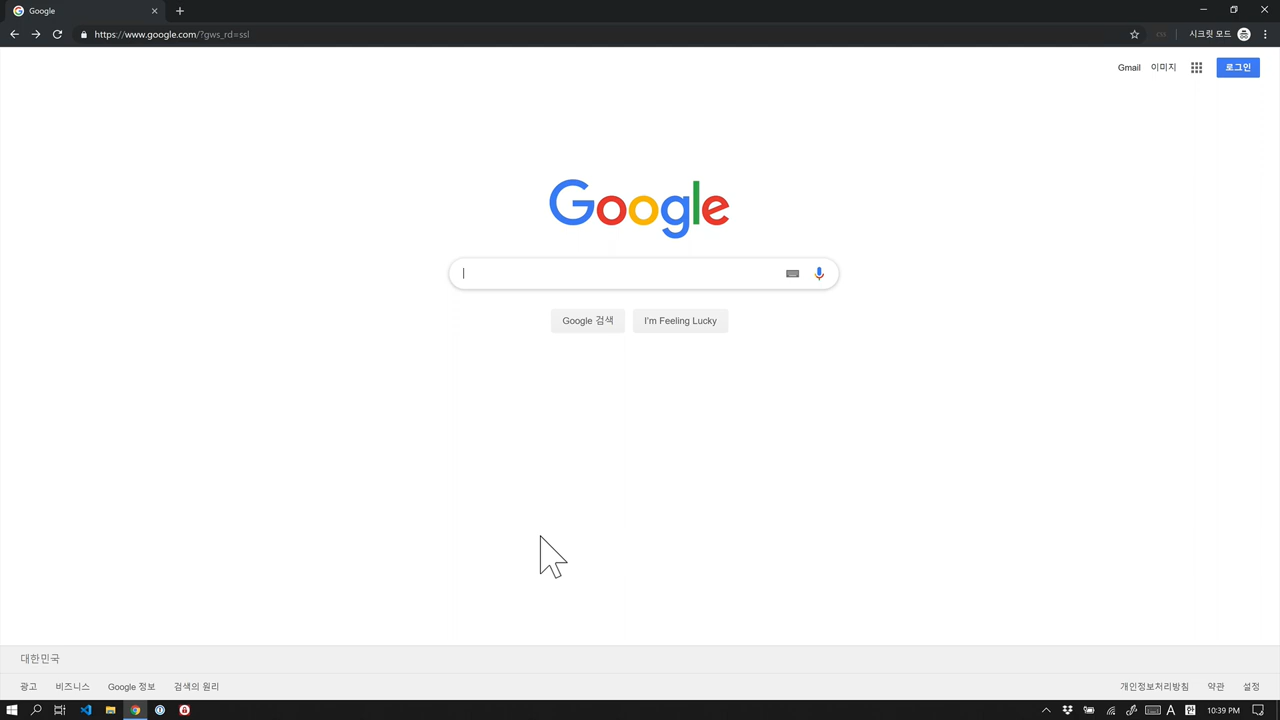 Google
https://www.google.com/?gws_rd=ssl
시크릿 모드
Gmail 이미지 로그인
Google
Google 검색 I'm Feeling Lucky
대한민국
광고 비즈니스 Google 정보 검색의 원리 개인정보처리방침 약관 설정
A 한 10:39 PM